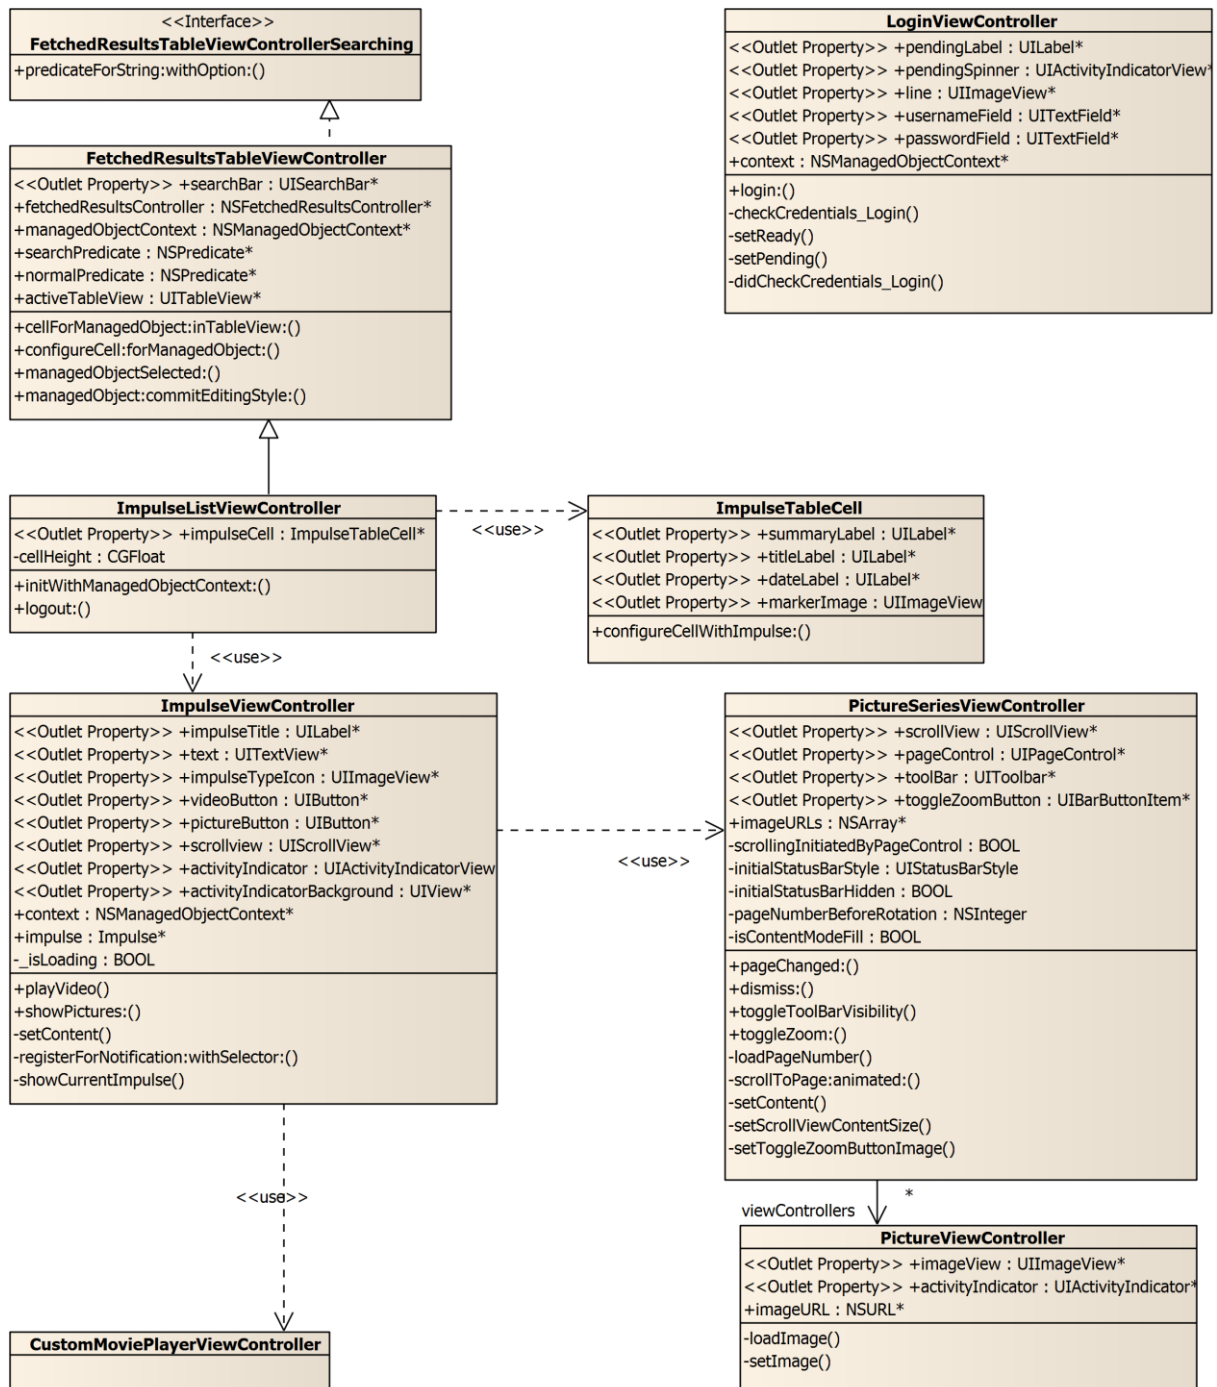 <<Interface>>
FetchedResultsTableViewControllerSearching
+predicateForString:withOption:()
FetchedResultsTableViewController
<<Outlet Property>> +searchBar : UISearchBar*
+fetchedResultsController : NSFetchedResultsController*
+managedObjectContext : NSManagedObjectContext*
+searchPredicate : NSPredicate*
+normalPredicate : NSPredicate*
+activeTableView : UITableView*
+cellForManagedObject:inTableView:()
+configureCell:forManagedObject:()
+managedObjectSelected:()
+managedObject:commitEditingStyle:()
LoginViewController
<<Outlet Property>> +pendingLabel : UILabel*
<<Outlet Property>> +pendingSpinner : UIActivityIndicatorView*
<<Outlet Property>> +line : UIImageView*
<<Outlet Property>> +usernameField : UITextField*
<<Outlet Property>> +passwordField : UITextField*
+context : NSManagedObjectContext*
+login:()
-checkCredentials_Login()
-setReady()
-setPending()
-didCheckCredentials_Login()
ImpulseListViewController
<<Outlet Property>> +impulseCell : ImpulseTableCell*
-cellHeight : CGFloat
+initWithManagedObjectContext:()
+logout:()
<<use>>
ImpulseTableCell
<<Outlet Property>> +summaryLabel : UILabel*
<<Outlet Property>> +titleLabel : UILabel*
<<Outlet Property>> +dateLabel : UILabel*
<<Outlet Property>> +markerImage : UIImageView
+configureCellWithImpulse:()
<<use>>
ImpulseViewController
<<Outlet Property>> +impulseTitle : UILabel*
<<Outlet Property>> +text : UITextView*
<<Outlet Property>> +impulseTypeIcon : UIImageView*
<<Outlet Property>> +videoButton : UIButton*
<<Outlet Property>> +pictureButton : UIButton*
<<Outlet Property>> +scrollview : UIScrollView*
<<Outlet Property>> +activityIndicator : UIActivityIndicatorView
<<Outlet Property>> +activityIndicatorBackground : UIView*
+context : NSManagedObjectContext*
+impulse : Impulse*
-_isLoading : BOOL
+playVideo()
+showPictures:()
-setContent()
-registerForNotification:withSelector:()
-showCurrentImpulse()
<<use>>
PictureSeriesViewController
<<Outlet Property>> +scrollView : UIScrollView*
<<Outlet Property>> +pageControl : UIPageControl*
<<Outlet Property>> +toolBar : UIToolbar*
<<Outlet Property>> +toggleZoomButton : UIBarButtonItem*
+imageURLs : NSArray*
-scrollingInitiatedByPageControl : BOOL
-initialStatusBarStyle : UIStatusBarStyle
-initialStatusBarHidden : BOOL
-pageNumberBeforeRotation : NSInteger
-isContentModeFill : BOOL
+pageChanged:()
+dismiss:()
+toggleToolBarVisibility()
+toggleZoom:()
-loadPageNumber()
-scrollToPage:animated:()
-setContent()
-setScrollViewContentSize()
-setToggleZoomButtonImage()
<<use>>
*
viewControllers
PictureViewController
<<Outlet Property>> +imageView : UIImageView*
<<Outlet Property>> +activityIndicator : UIActivityIndicator*
+imageURL : NSURL*
-loadImage()
-setImage()
CustomMoviePlayerViewController